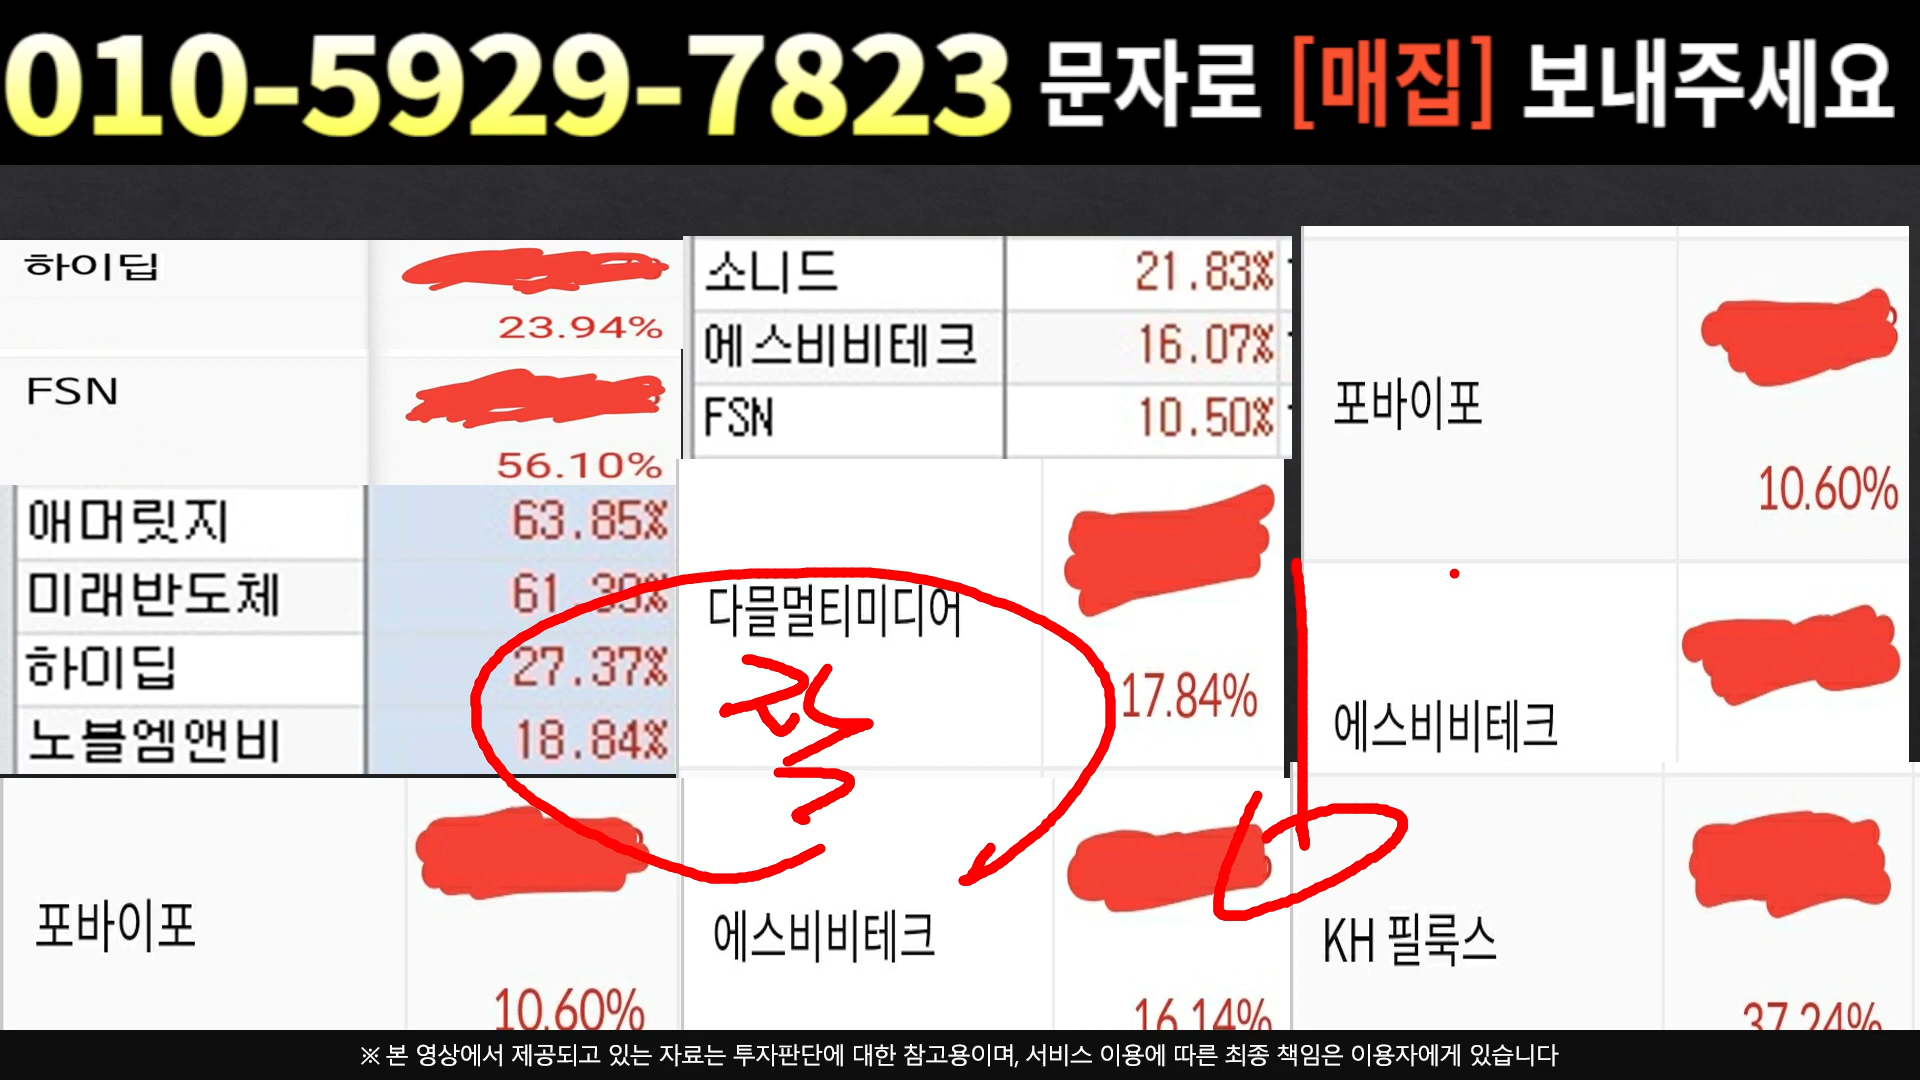 010-5929-7823 문자로 [매집] 보내주세요
하이딥
23.94%
FSN
56.10%
애머릿지 63.85%
미래반도체 61.39%
하이딥 27.37%
노블엠앤비 18.84%
소니드 21.83%
에스비비테크 16.07%
FSN 10.50%
다믈멀티미디어
17.84%
포바이포
10.60%
에스비비테크
포바이포
10.60%
에스비비테크
16.14%
KH 필룩스
37.24%
※ 본 영상에서 제공되고 있는 자료는 투자판단에 대한 참고용이며, 서비스 이용에 따른 최종 책임은 이용자에게 있습니다